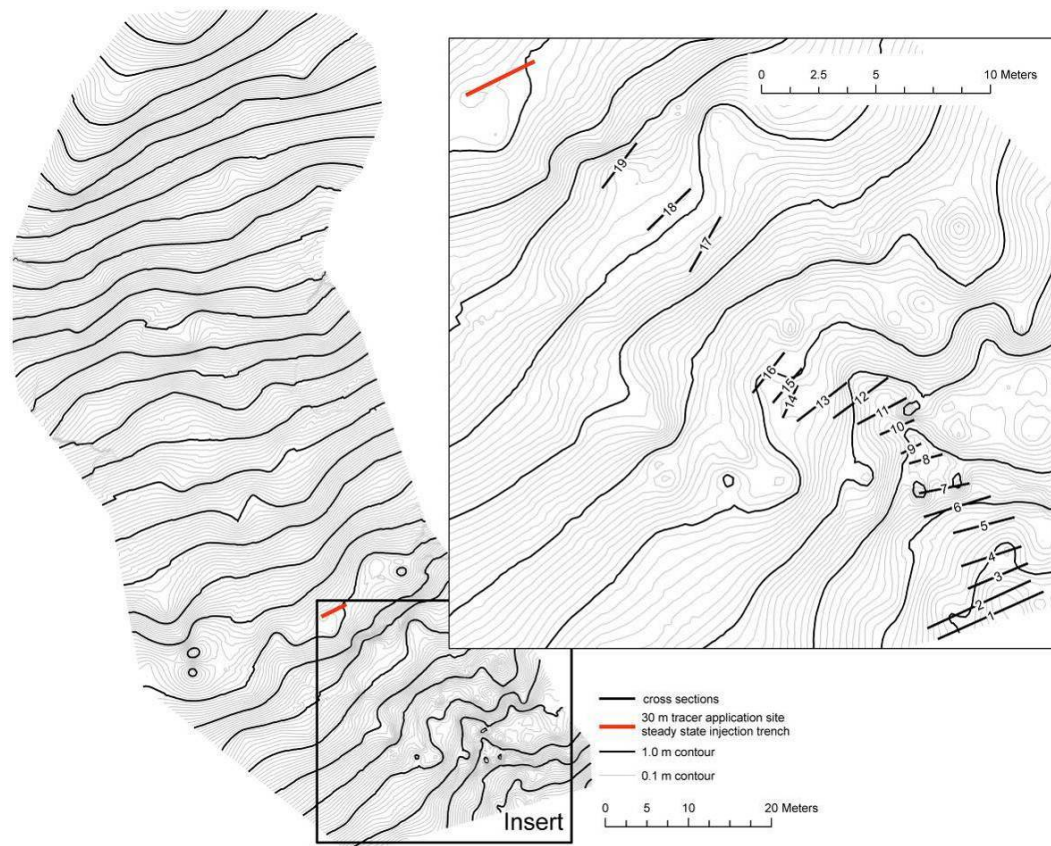 0 2.5 5 10 Meters
19
18
17
16
15
14
13
12
11
10
9
8
7
6
5
4
3
2
1
cross sections
30 m tracer application site
steady state injection trench
1.0 m contour
0.1 m contour
0 5 10 20 Meters
Insert